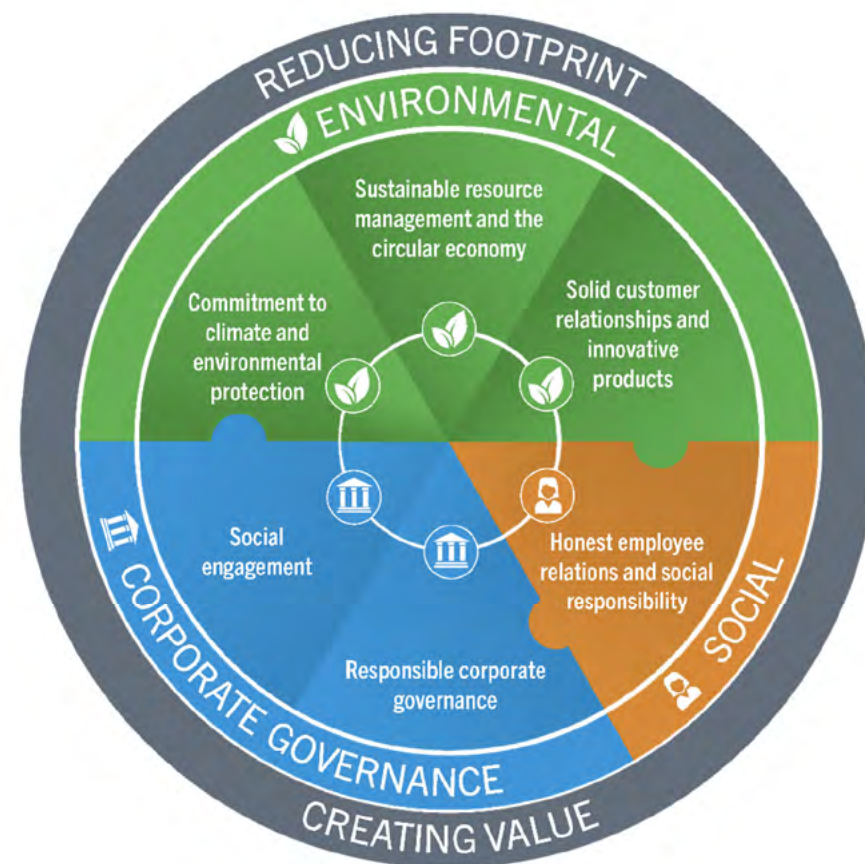 REDUCING FOOTPRINT
ENVIRONMENTAL
Sustainable resource
management and the
circular economy
Commitment to
climate and
environmental
protection
Solid customer
relationships and
innovative
products
Social
engagement
Honest employee
relations and social
responsibility
Responsible corporate
governance
CORPORATE GOVERNANCE
SOCIAL
CREATING VALUE